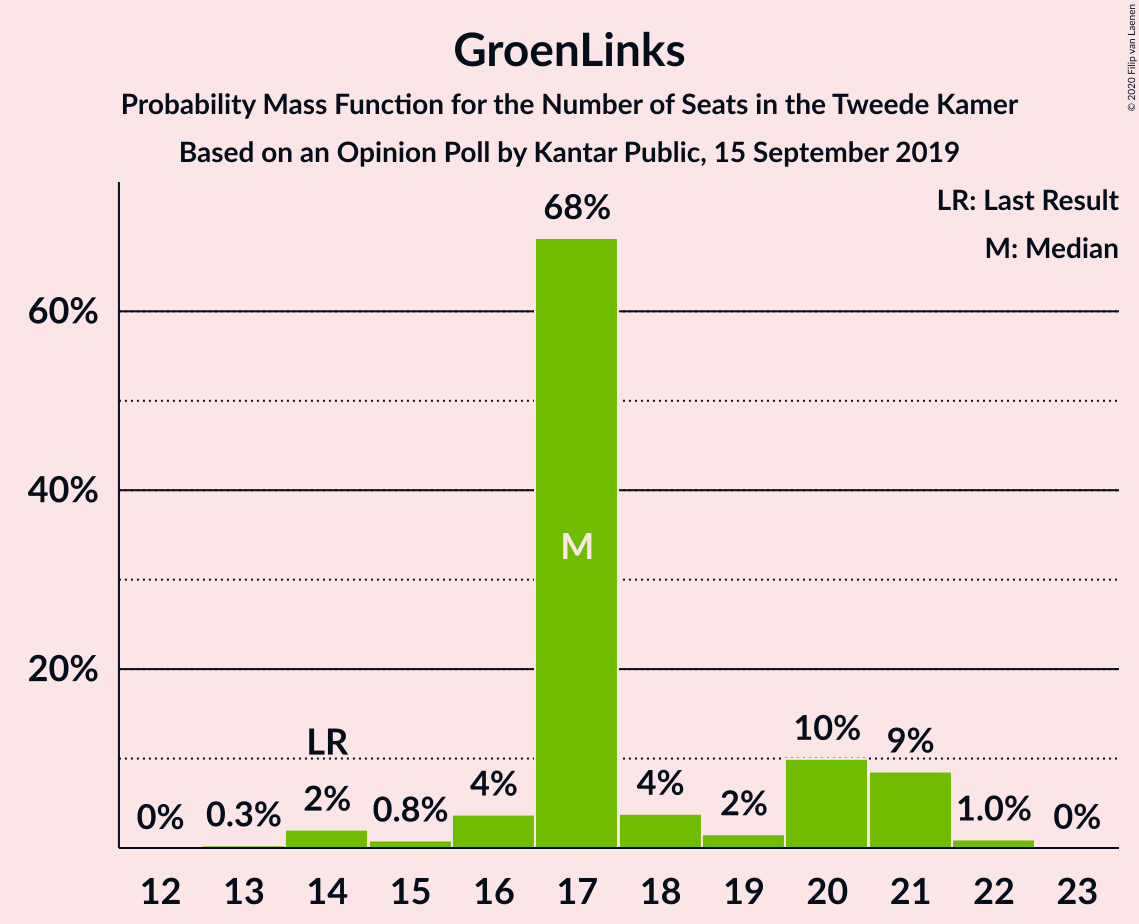 GroenLinks
Probability Mass Function for the Number of Seats in the Tweede Kamer
Based on an Opinion Poll by Kantar Public, 15 September 2019
© 2020 Filip van Laenen
LR: Last Result
M: Median
60%
40%
20%
0%
0.3%
LR
2%
0.8%
4%
68%
M
4%
2%
10%
9%
1.0%
0%
12 13 14 15 16 17 18 19 20 21 22 23